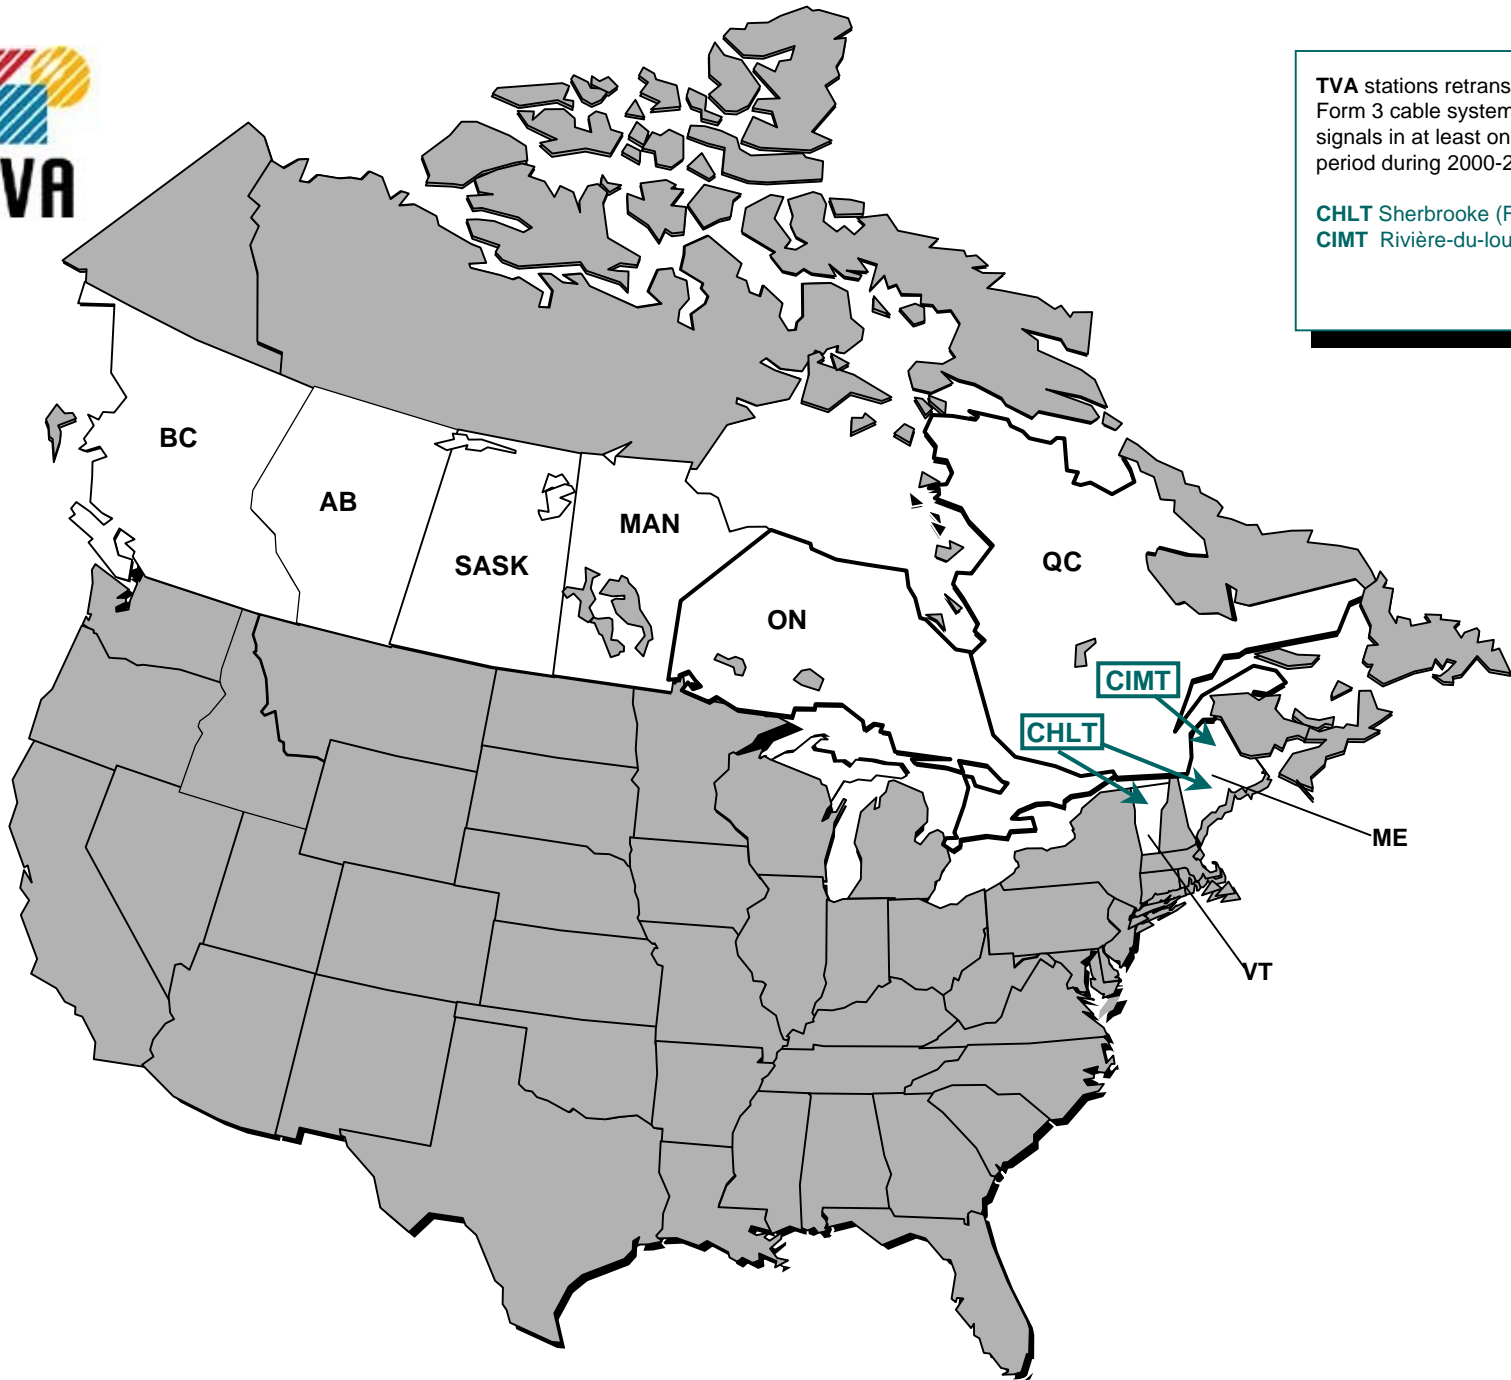 VA
TVA stations retrans
Form 3 cable system
signals in at least on
period during 2000-2
CHLT Sherbrooke (F
CIMT Rivière-du-lou
BC
AB
SASK
MAN
ON
QC
CIMT
CHLT
ME
VT